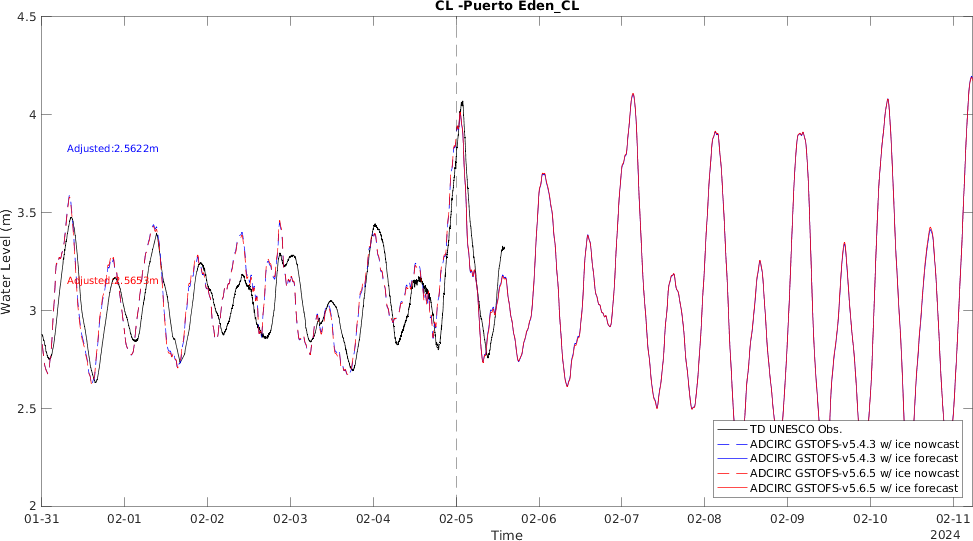 CL -Puerto Eden_CL
4.5
4
3.5
3
2.5
2
Water Level (m)
Adjusted:2.5622m
Adjusted:2.5653m
TD UNESCO Obs.
ADCIRC GSTOFS-v5.4.3 w/ ice nowcast
ADCIRC GSTOFS-v5.4.3 w/ ice forecast
ADCIRC GSTOFS-v5.6.5 w/ ice nowcast
ADCIRC GSTOFS-v5.6.5 w/ ice forecast
01-31 02-01 02-02 02-03 02-04 02-05 02-06 02-07 02-08 02-09 02-10 02-11
Time
2024